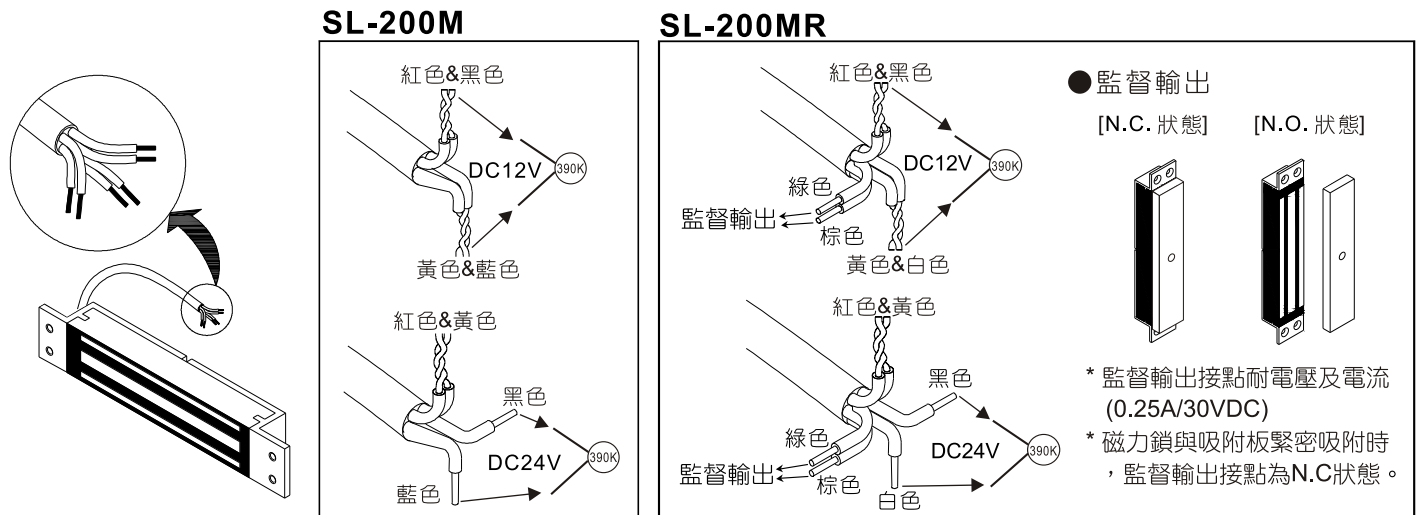 SL-200M
紅色&黑色
DC12V
390K
黃色&藍色
紅色&黃色
黑色
DC24V
390K
藍色
SL-200MR
紅色&黑色
DC12V
390K
綠色
監督輸出
棕色
黃色&白色
紅色&黃色
黑色
綠色
DC24V
390K
監督輸出
棕色
白色
●監督輸出
[N.C. 狀態] [N.O. 狀態]
* 監督輸出接點耐電壓及電流
(0.25A/30VDC)
* 磁力鎖與吸附板緊密吸附時
，監督輸出接點為N.C狀態。